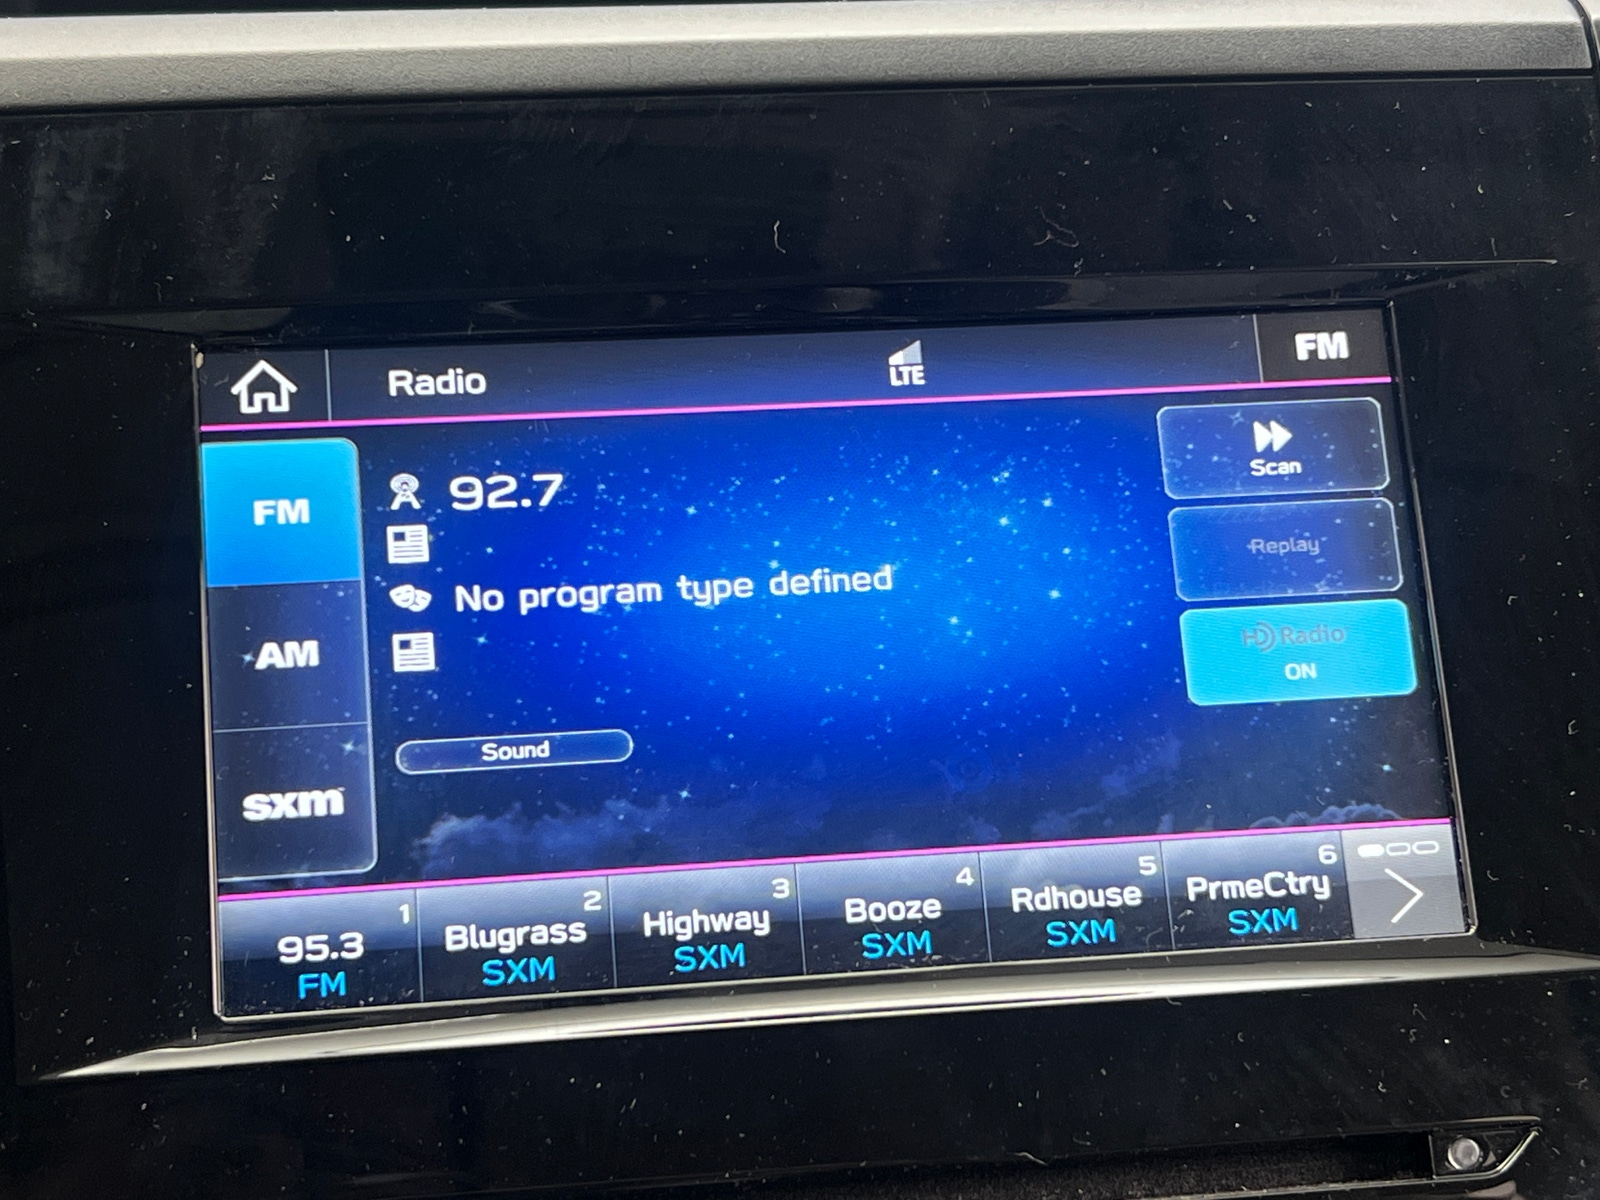 Radio
LTE
FM
FM
92.7
Scan
Replay
No program type defined
HD Radio
ON
AM
Sound
sxm
1
95.3
FM
2
Blugrass
SXM
3
Highway
SXM
4
Booze
SXM
5
Rdhouse
SXM
6
PrmeCtry
SXM